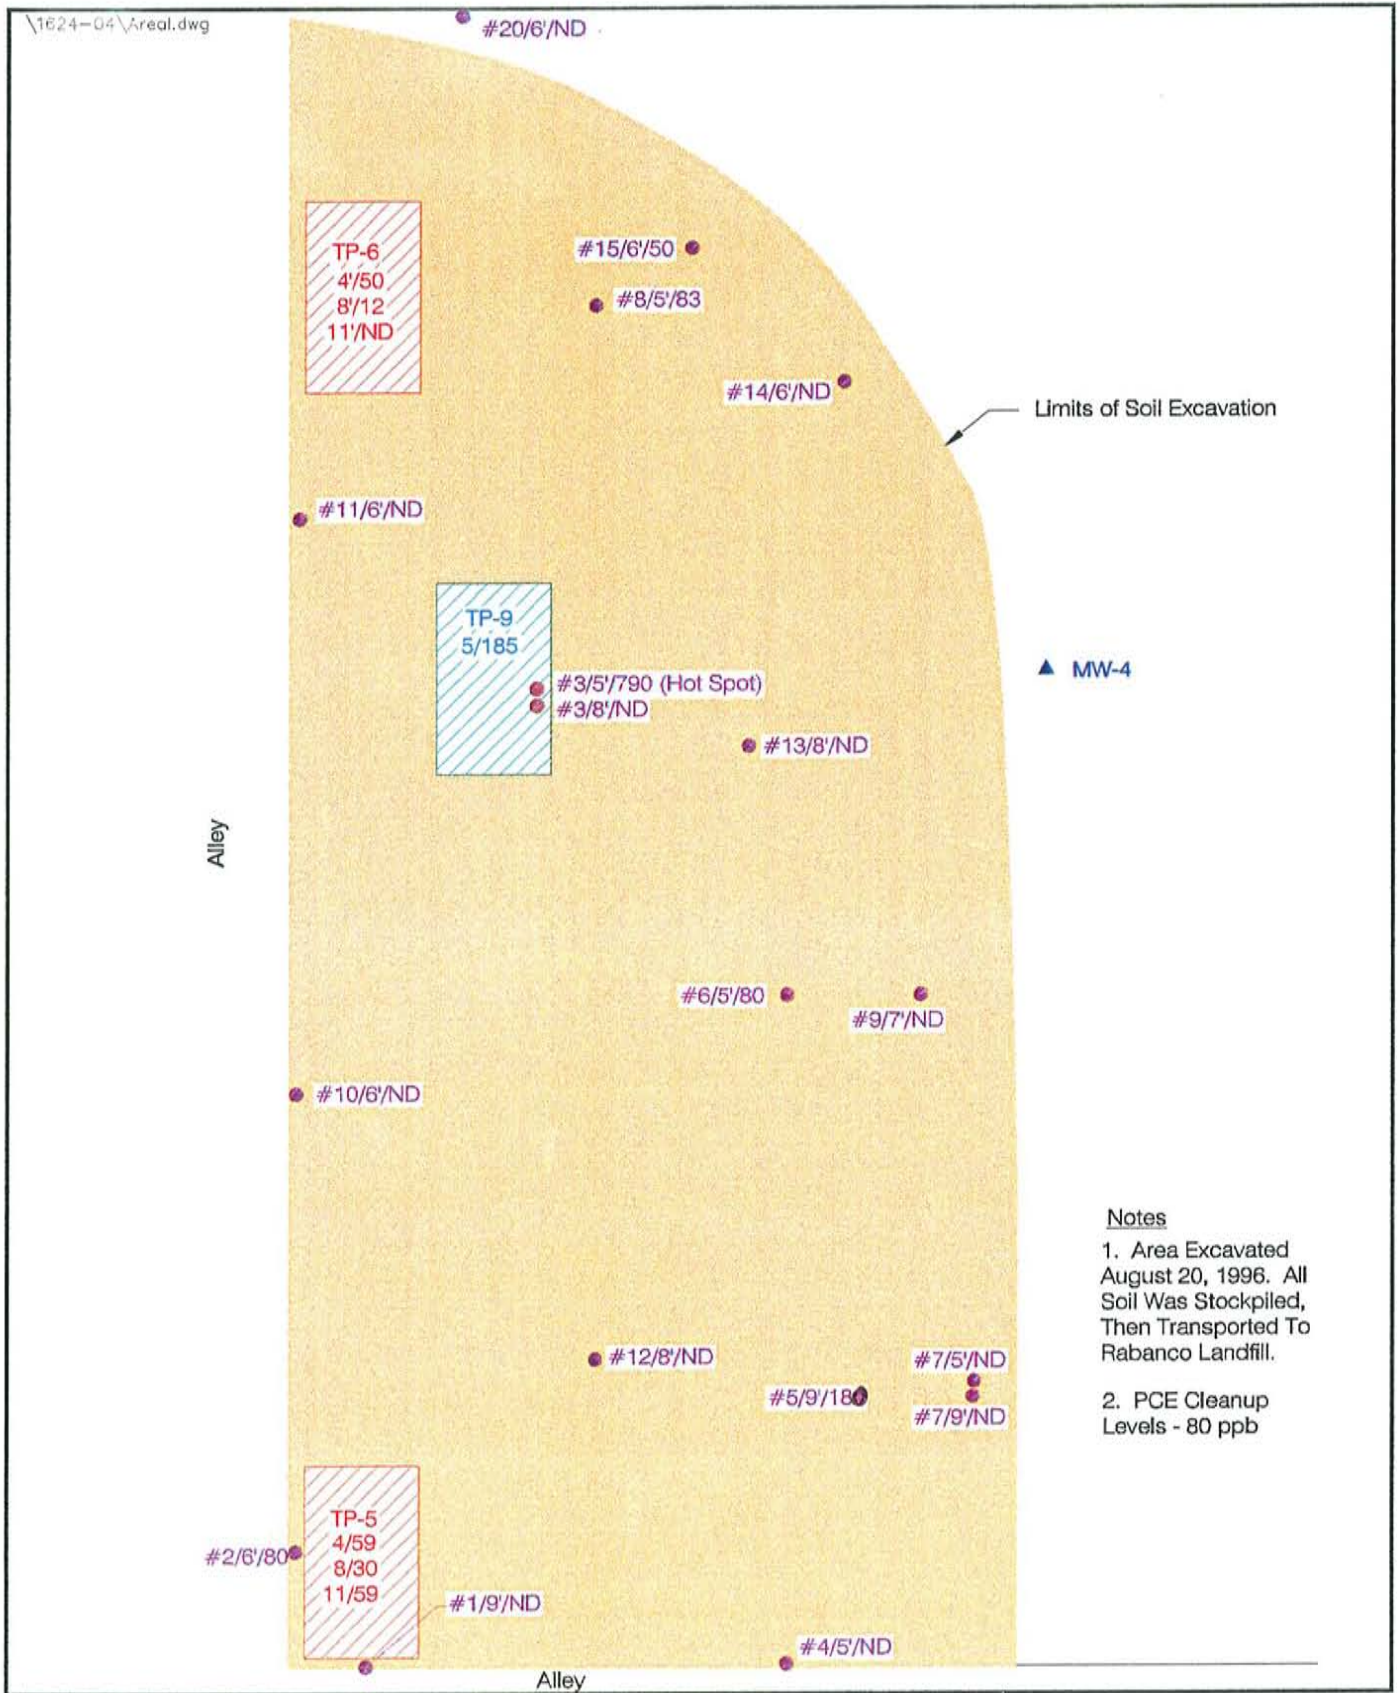 \1624-04\Areal.dwg
#20/6'/ND
TP-6
4'/50
8'/12
11'/ND
#15/6'/50
#8/5'/83
#14/6'/ND
Limits of Soil Excavation
#11/6'/ND
TP-9
5/185
#3/5'/790 (Hot Spot)
#3/8'/ND
MW-4
#13/8'/ND
Alley
#6/5'/80
#9/7'/ND
#10/6'/ND
Notes
1. Area Excavated
August 20, 1996. All
Soil Was Stockpiled,
Then Transported To
Rabanco Landfill.
2. PCE Cleanup
Levels - 80 ppb
#12/8'/ND
#7/5'/ND
#5/9'/18
#7/9'/ND
TP-5
4/59
8/30
11/59
#2/6'/80
#1/9'/ND
#4/5'/ND
Alley